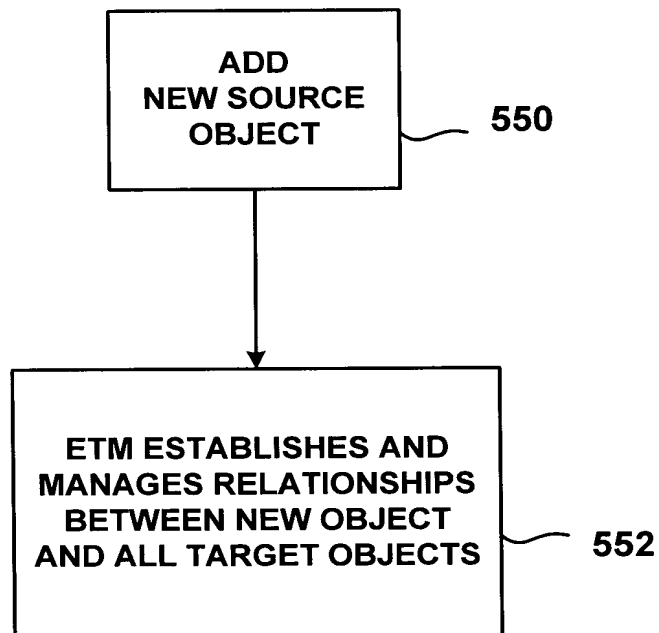 ADD
NEW SOURCE
OBJECT
550
ETM ESTABLISHES AND
MANAGES RELATIONSHIPS
BETWEEN NEW OBJECT
AND ALL TARGET OBJECTS
552